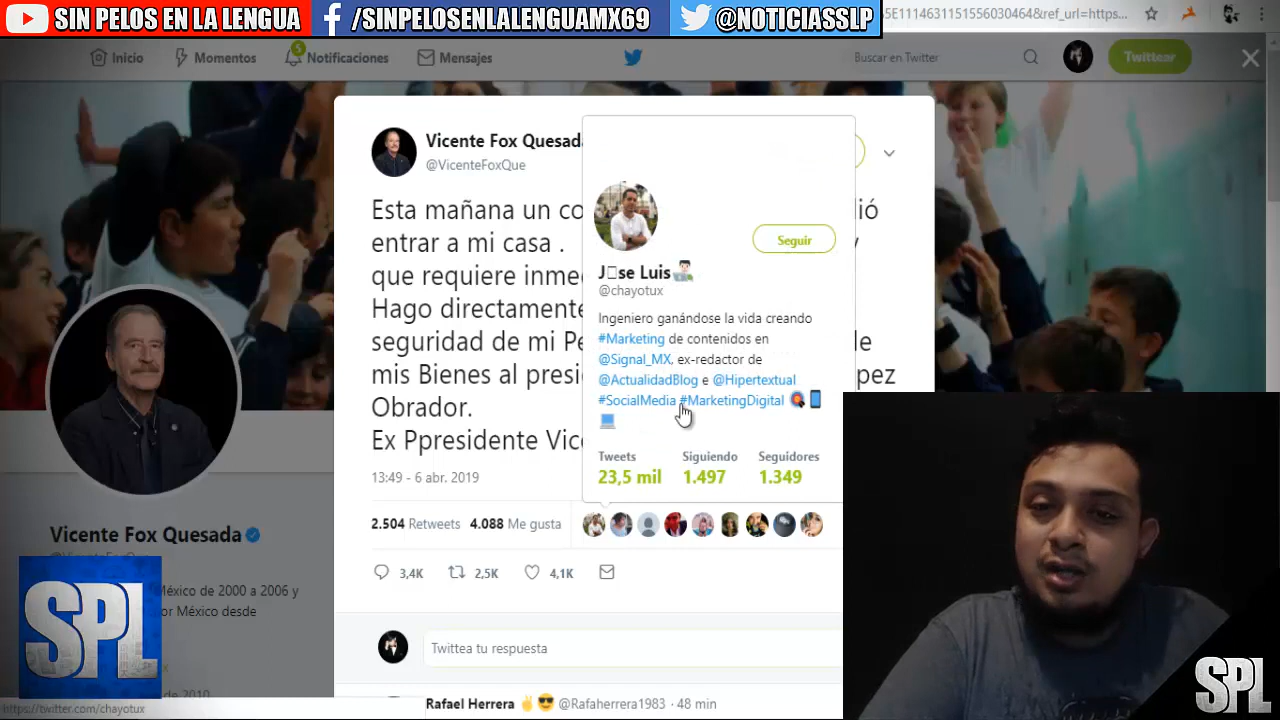 SIN PELOS EN LA LENGUA
/SINPELOSENLALENGUAMX69
@NOTICIASSLP
5E1114631151556030464&ref_url=https...
Inicio
Momentos
5
Notificaciones
Mensajes
Buscar en Twitter
Twittear
Vicente Fox Quesada
@VicenteFoxQue
Esta mañana un co
dió
entrar a mi casa .
y
que requiere inme
Hago directamente
seguridad de mi Pe
de
mis Bienes al presi
pez
Obrador.
Ex Ppresidente Vic
13:49 - 6 abr. 2019
2.504 Retweets 4.088 Me gusta
3,4K
2,5K
4,1K
Twittea tu respuesta
Rafael Herrera @Rafaherrera1983 · 48 min
Seguir
J▯se Luis
@chayotux
Ingeniero ganándose la vida creando
#Marketing de contenidos en
@Signal_MX, ex-redactor de
@ActualidadBlog e @Hipertextual
#SocialMedia #MarketingDigital
Tweets
Siguiendo
Seguidores
23,5 mil
1.497
1.349
Vicente Fox Quesada
México de 2000 a 2006 y
or México desde
de 2010
SPL
https://twitter.com/chayotux
SPL